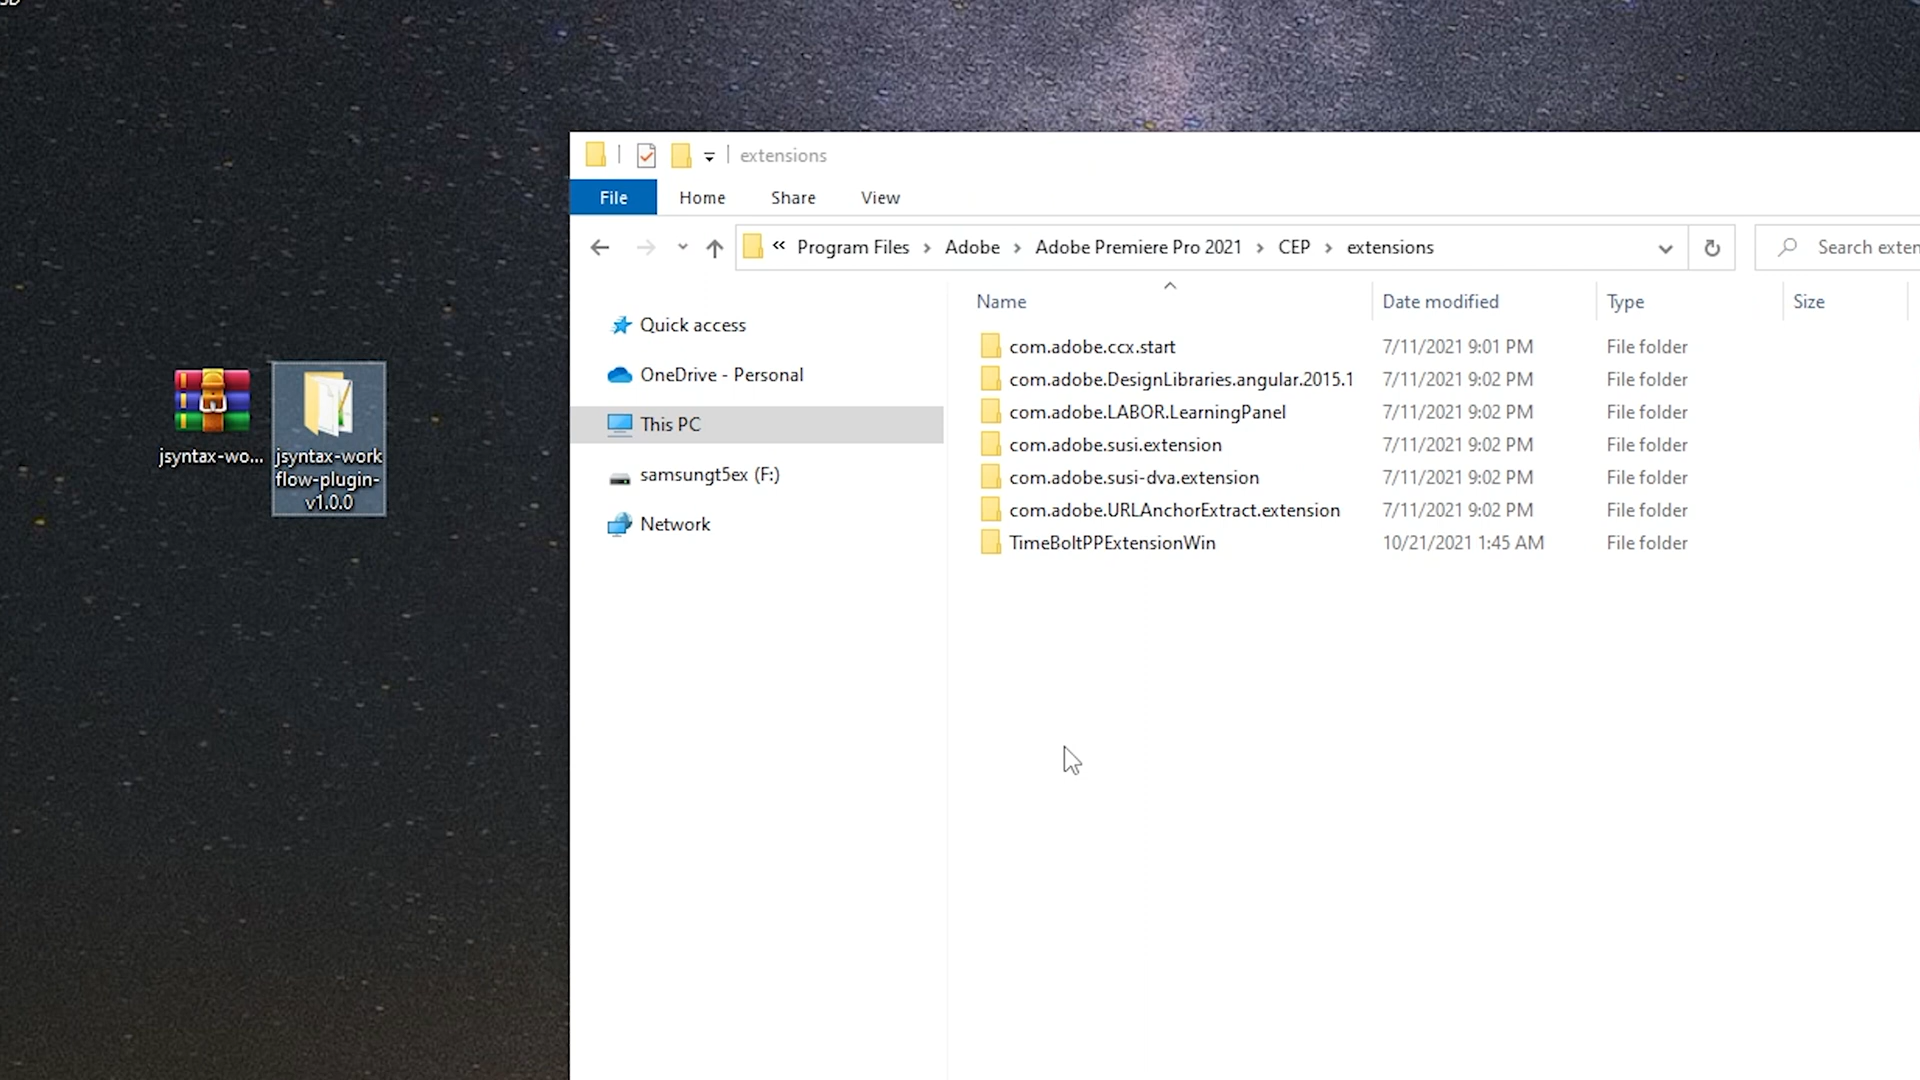 extensions
File Home Share View
« Program Files › Adobe › Adobe Premiere Pro 2021 › CEP › extensions
Search exten
Name Date modified Type Size
Quick access
OneDrive - Personal
This PC
samsungt5ex (F:)
Network
com.adobe.ccx.start 7/11/2021 9:01 PM File folder
com.adobe.DesignLibraries.angular.2015.1 7/11/2021 9:02 PM File folder
com.adobe.LABOR.LearningPanel 7/11/2021 9:02 PM File folder
com.adobe.susi.extension 7/11/2021 9:02 PM File folder
com.adobe.susi-dva.extension 7/11/2021 9:02 PM File folder
com.adobe.URLAnchorExtract.extension 7/11/2021 9:02 PM File folder
TimeBoltPPExtensionWin 10/21/2021 1:45 AM File folder
jsyntax-wo...
jsyntax-work
flow-plugin-
v1.0.0